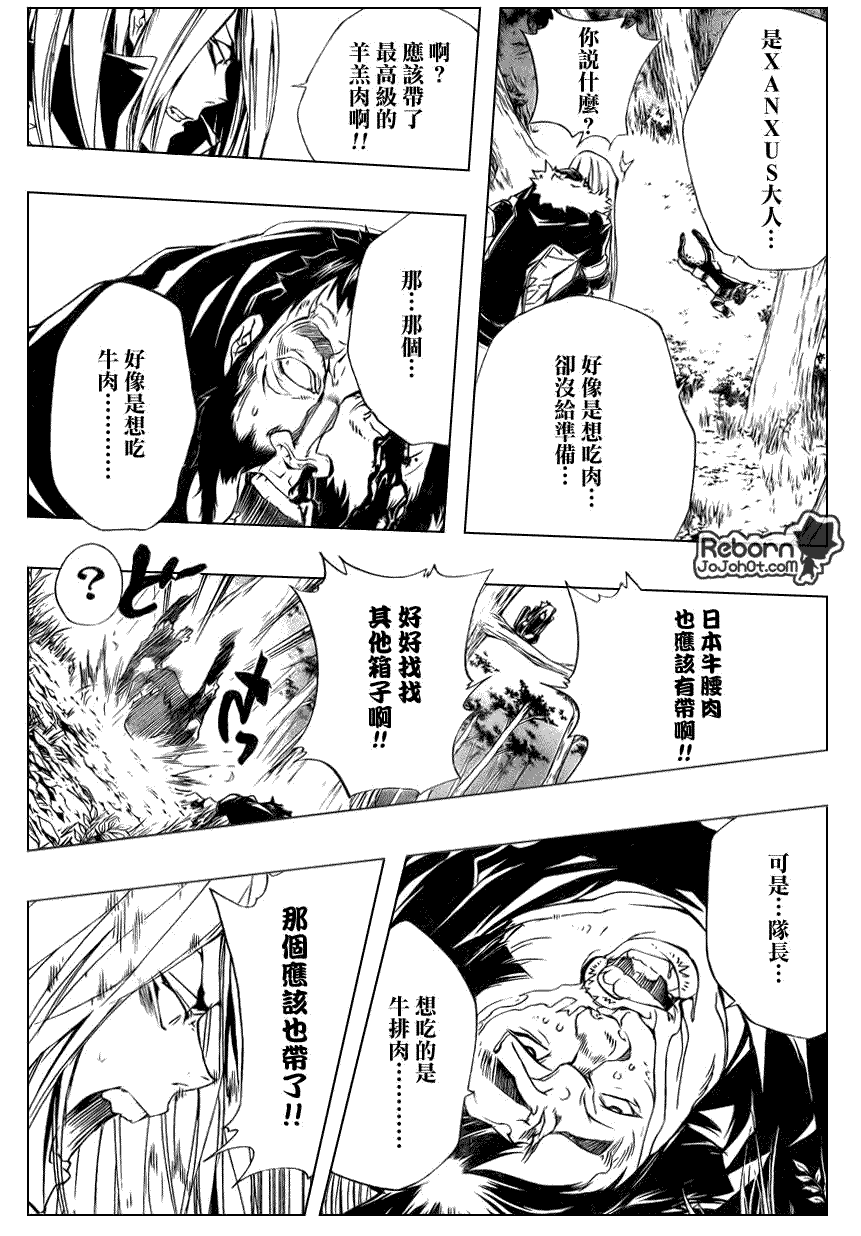 是XANXUS大人…
你說什麼？
好像是想吃肉…
卻沒給準備…
啊？
應該帶了
最高級的
羊羔肉啊!!
那…那個…
好像是想吃
牛肉…………
日本牛腰肉
也應該有帶啊!!
好好找找
其他箱子啊!!
？
ドサッ
可是…隊長…
想吃的是
牛排肉…………
那個應該也帶了!!
Reborn
JoJohOt.com